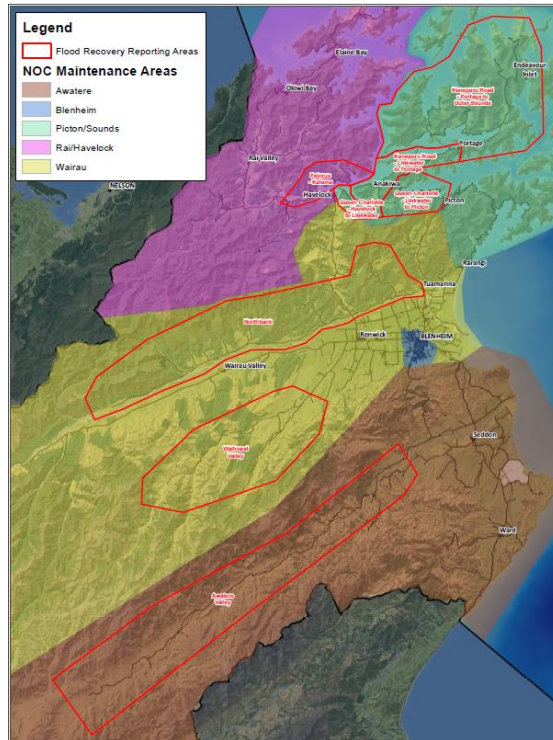 Legend
Flood Recovery Reporting Areas
NOC Maintenance Areas
Awatere
Blenheim
Picton/Sounds
Rai/Havelock
Wairau
Elaine Bay
Endeavour
Inlet
Kenepuru Road
- Portage to
Outer Sounds
Okiwi Bay
Portage
Rai Valley
Kenepuru Road
Linkwater
to Portage
NELSON
Anakiwa
Havelock
Queen Charlotte
- Havelock
to Linkwater
Queen Charlotte
Linkwater
to Picton
Picton
Rarangi
Tuamarina
Northbank
Renwick
BLENHEIM
Wairau Valley
Seddon
Waihopai
Valley
Ward
Awatere
Valley